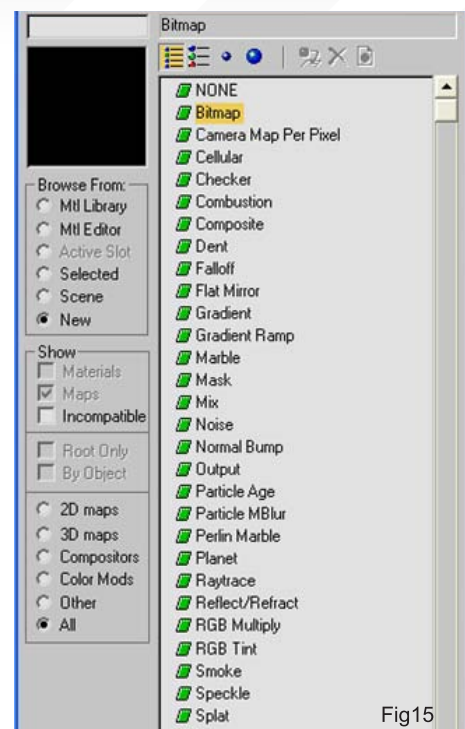 Bitmap
Browse From:
Mtl Library
Mtl Editor
Active Slot
Selected
Scene
New
Show
Materials
Maps
Incompatible
Root Only
By Object
2D maps
3D maps
Compositors
Color Mods
Other
All
NONE
Bitmap
Camera Map Per Pixel
Cellular
Checker
Combustion
Composite
Dent
Falloff
Flat Mirror
Gradient
Gradient Ramp
Marble
Mask
Mix
Noise
Normal Bump
Output
Particle Age
Particle MBlur
Perlin Marble
Planet
Raytrace
Reflect/Refract
RGB Multiply
RGB Tint
Smoke
Speckle
Splat
Fig15